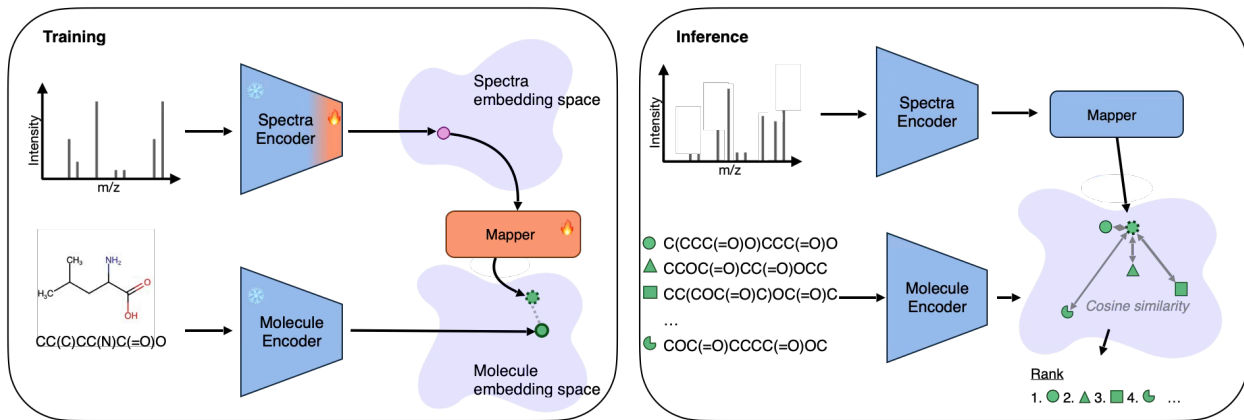 Training
Intensity
m/z
Spectra
Encoder
Spectra
embedding space
Mapper
CH₃
NH₂
H₃C
O
OH
CC(C)CC(N)C(=O)O
Molecule
Encoder
Molecule
embedding space
Inference
Intensity
m/z
Spectra
Encoder
Mapper
C(CCC(=O)O)CCC(=O)O
CCOC(=O)CC(=O)OCC
CC(COC(=O)C)OC(=O)C
...
COC(=O)CCCC(=O)OC
Molecule
Encoder
Cosine similarity
Rank
1. 2. 3. 4. ...